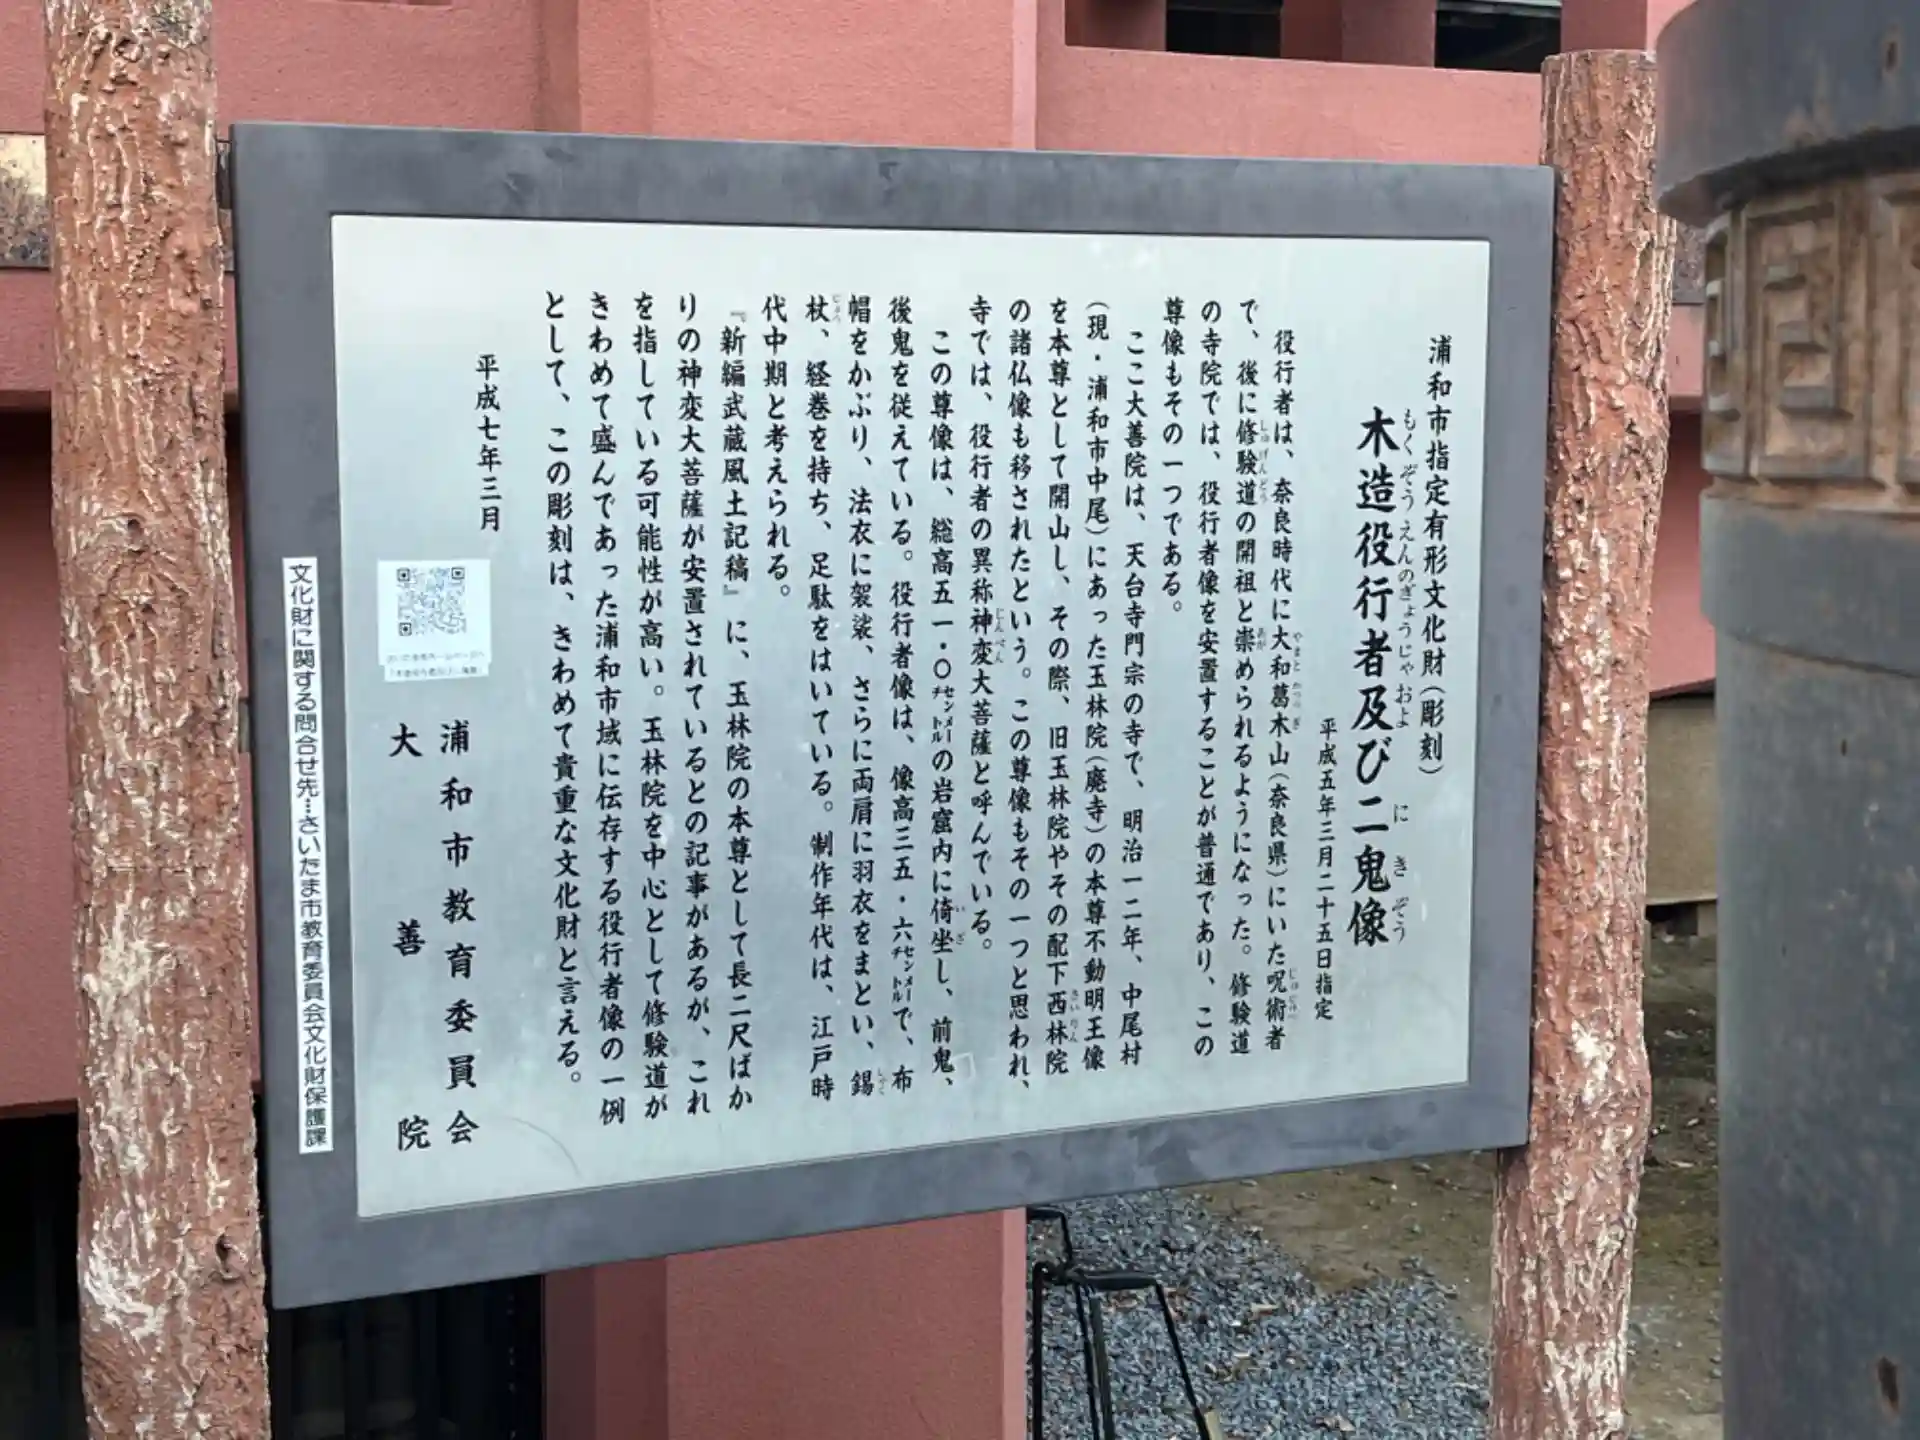 浦和市指定有形文化財(彫刻)
木造役行者及び二鬼像
もくぞうえんのぎょうじゃおよ に き ぞう
平成五年三月二十五日指定
役行者は、奈良時代に大和葛木山(奈良県)にいた呪術者
で、後に修験道の開祖と崇められるようになった。修験道
の寺院では、役行者像を安置することが普通であり、この
尊像もその一つである。
ここ大善院は、天台寺門宗の寺で、明治一二年、中尾村
(現・浦和市中尾)にあった玉林院(廃寺)の本尊不動明王像
を本尊として開山し、その際、旧玉林院やその配下西林院
の諸仏像も移されたという。この尊像もその一つと思われ、
寺では、役行者の異称神変大菩薩と呼んでいる。
この尊像は、総高五一・〇センチメートルの岩窟内に倚坐し、前鬼、
後鬼を従えている。役行者像は、像高三五・六センチメートルで、布
帽をかぶり、法衣に袈裟、さらに両肩に羽衣をまとい、錫
杖、経巻を持ち、足駄をはいている。制作年代は、江戸時
代中期と考えられる。
『新編武蔵風土記稿』に、玉林院の本尊として長二尺ばか
りの神変大菩薩が安置されているとの記事があるが、これ
を指している可能性が高い。玉林院を中心として修験道が
きわめて盛んであった浦和市域に伝存する役行者像の一例
として、この彫刻は、きわめて貴重な文化財と言える。
平成七年三月
浦和市教育委員会
大善院
文化財に関する問合せ先…さいたま市教育委員会文化財保護課